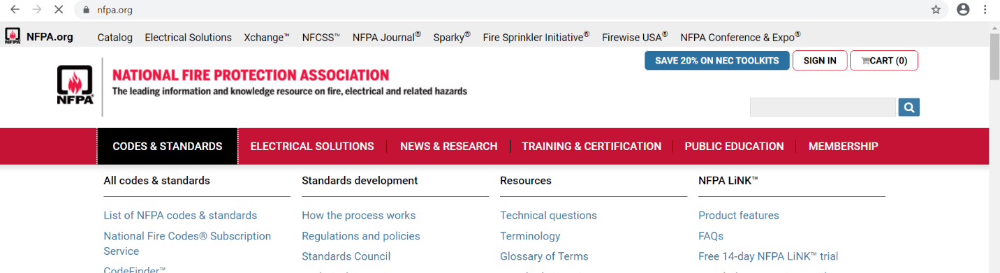 nfpa.org
NFPA NFPA.org Catalog Electrical Solutions Xchange™ NFCSS™ NFPA Journal® Sparky® Fire Sprinkler Initiative® Firewise USA® NFPA Conference & Expo®
SAVE 20% ON NEC TOOLKITS SIGN IN CART (0)
NFPA
NATIONAL FIRE PROTECTION ASSOCIATION
The leading information and knowledge resource on fire, electrical and related hazards
CODES & STANDARDS ELECTRICAL SOLUTIONS NEWS & RESEARCH TRAINING & CERTIFICATION PUBLIC EDUCATION MEMBERSHIP
All codes & standards Standards development Resources NFPA LiNK™
List of NFPA codes & standards How the process works Technical questions Product features
National Fire Codes® Subscription Regulations and policies Terminology FAQs
Service
Standards Council Glossary of Terms Free 14-day NFPA LiNK™ trial
CodeFinder™